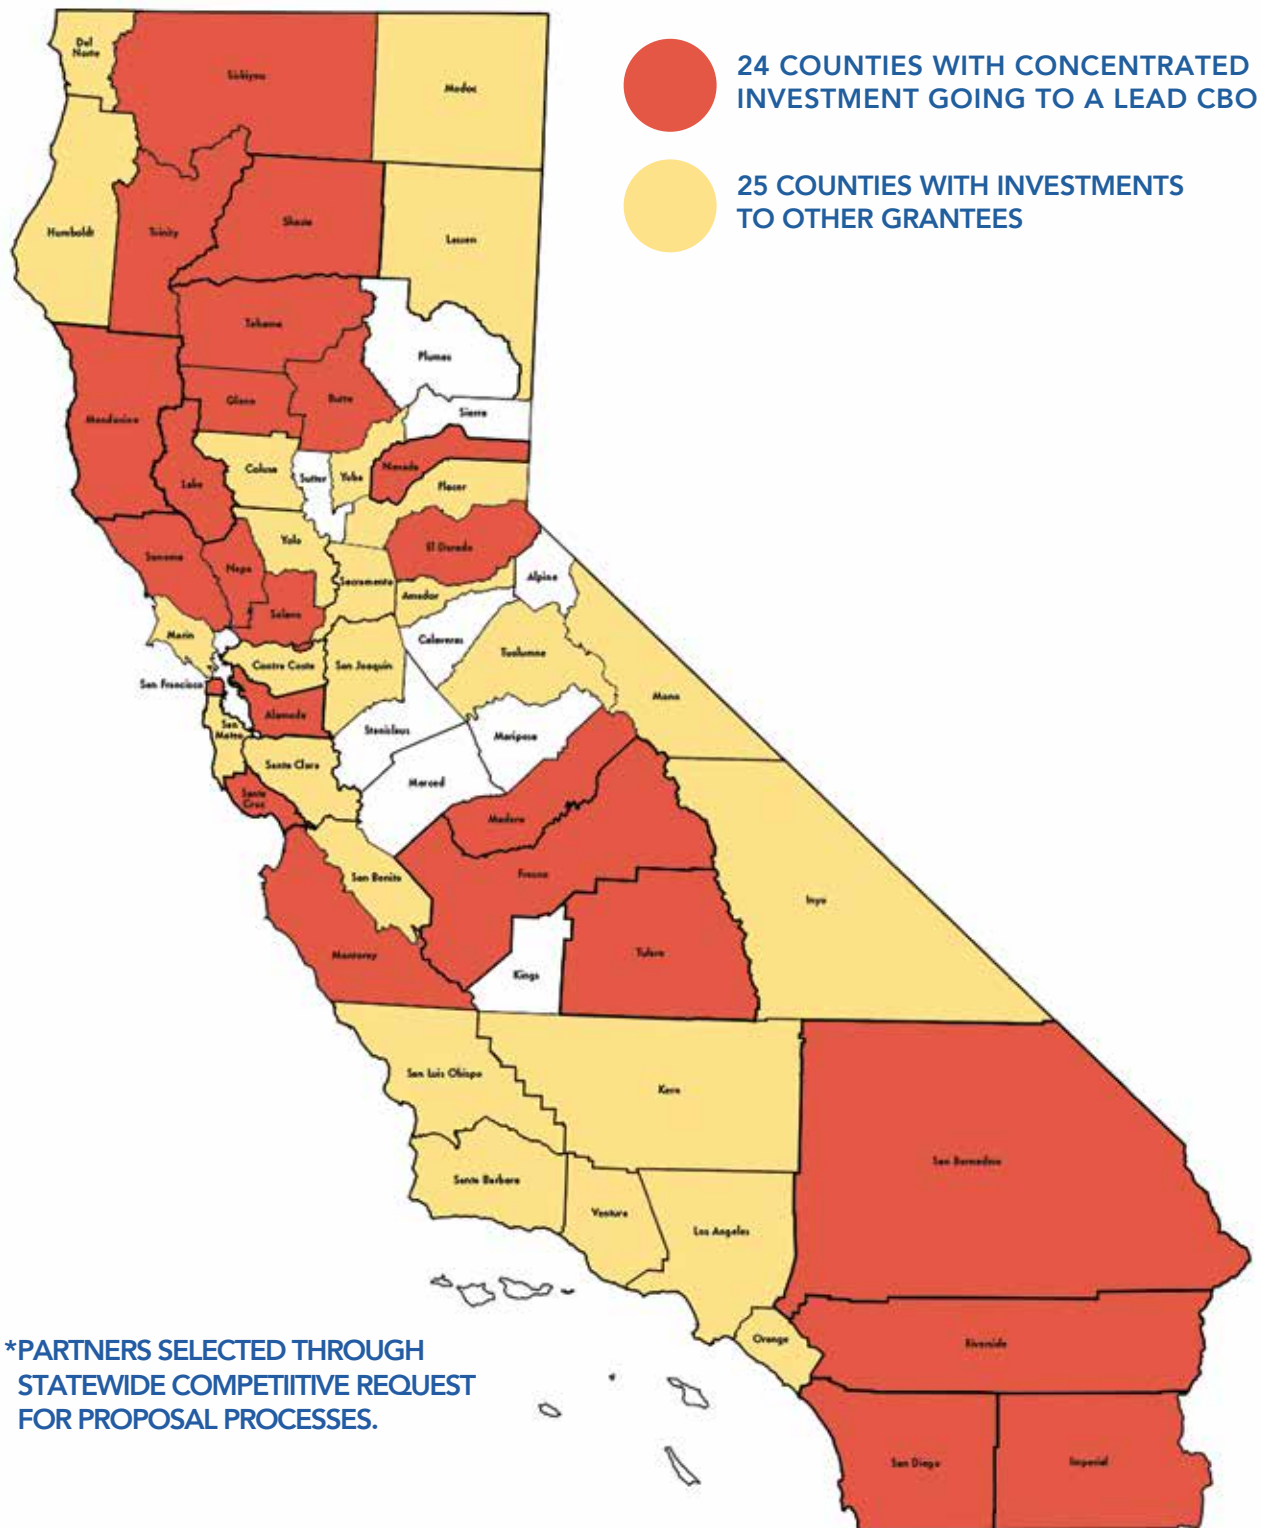 24 COUNTIES WITH CONCENTRATED
INVESTMENT GOING TO A LEAD CBO
25 COUNTIES WITH INVESTMENTS
TO OTHER GRANTEES
Del
Norte
Siskiyou
Modoc
Humboldt
Trinity
Shasta
Lassen
Tehama
Plumas
Mendocino
Glenn
Butte
Sierra
Lake
Colusa
Sutter
Yuba
Nevada
Placer
Sonoma
Napa
Yolo
El Dorado
Solano
Sacramento
Amador
Alpine
Marin
Contra Costa
San Joaquin
Calaveras
Tuolumne
Mono
San Francisco
Alameda
San
Mateo
Stanislaus
Mariposa
Santa Clara
Merced
Santa
Cruz
Madera
San Benito
Fresno
Inyo
Monterey
Kings
Tulare
San Luis Obispo
Kern
San Bernardino
Santa Barbara
Ventura
Los Angeles
Orange
Riverside
*PARTNERS SELECTED THROUGH
STATEWIDE COMPETIITIVE REQUEST
FOR PROPOSAL PROCESSES.
San Diego
Imperial